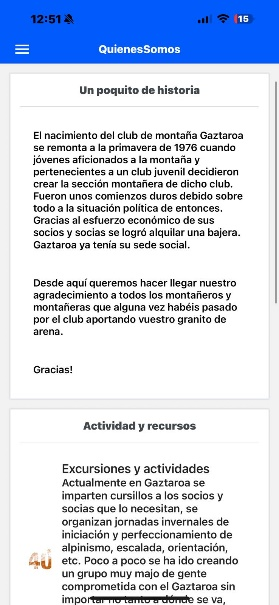 12:51
15
QuienesSomos
Un poquito de historia
El nacimiento del club de montaña Gaztaroa
se remonta a la primavera de 1976 cuando
jóvenes aficionados a la montaña y
pertenecientes a un club juvenil decidieron
crear la sección montañera de dicho club.
Fueron unos comienzos duros debido sobre
todo a la situación política de entonces.
Gracias al esfuerzo económico de sus
socios y socias se logró alquilar una bajera.
Gaztaroa ya tenía su sede social.
Desde aquí queremos hacer llegar nuestro
agradecimiento a todos los montañeros y
montañeras que alguna vez habéis pasado
por el club aportando vuestro granito de
arena.
Gracias!
Actividad y recursos
Excursiones y actividades
Actualmente en Gaztaroa se
imparten cursillos a los socios y
socias que lo necesitan, se
organizan jornadas invernales de
iniciación y perfeccionamiento de
alpinismo, escalada, orientación,
etc. Poco a poco se ha ido creando
un grupo muy majo de gente
comprometida con el Gaztaroa sin
importar no tanto a dónde se va,
40